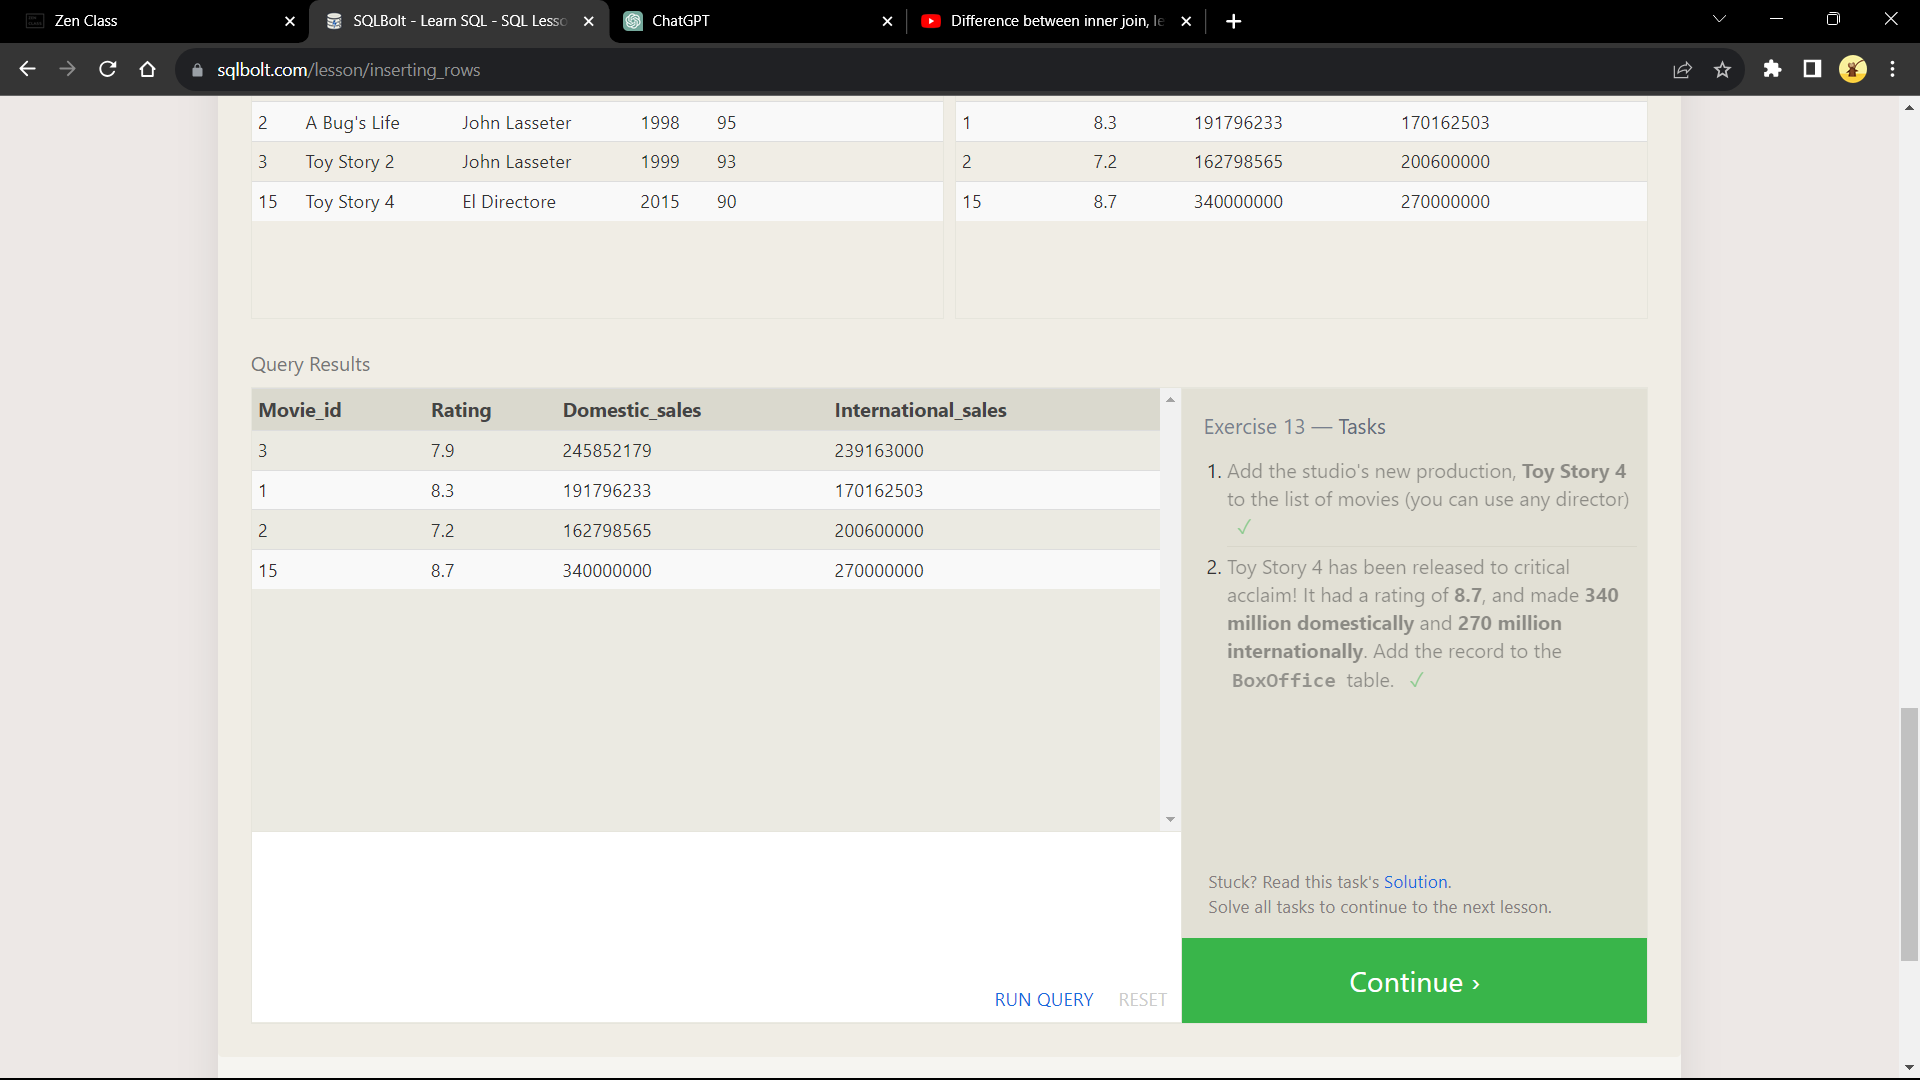 Zen Class
SQLBolt - Learn SQL - SQL Lesso
ChatGPT
Difference between inner join, le
sqlbolt.com/lesson/inserting_rows
2 A Bug's Life John Lasseter 1998 95
3 Toy Story 2 John Lasseter 1999 93
15 Toy Story 4 El Directore 2015 90
1 8.3 191796233 170162503
2 7.2 162798565 200600000
15 8.7 340000000 270000000
Query Results
Movie_id Rating Domestic_sales International_sales
3 7.9 245852179 239163000
1 8.3 191796233 170162503
2 7.2 162798565 200600000
15 8.7 340000000 270000000
RUN QUERY RESET
Exercise 13 — Tasks
1. Add the studio's new production, Toy Story 4
to the list of movies (you can use any director)
✓
2. Toy Story 4 has been released to critical
acclaim! It had a rating of 8.7, and made 340
million domestically and 270 million
internationally. Add the record to the
BoxOffice table. ✓
Stuck? Read this task's Solution.
Solve all tasks to continue to the next lesson.
Continue ›